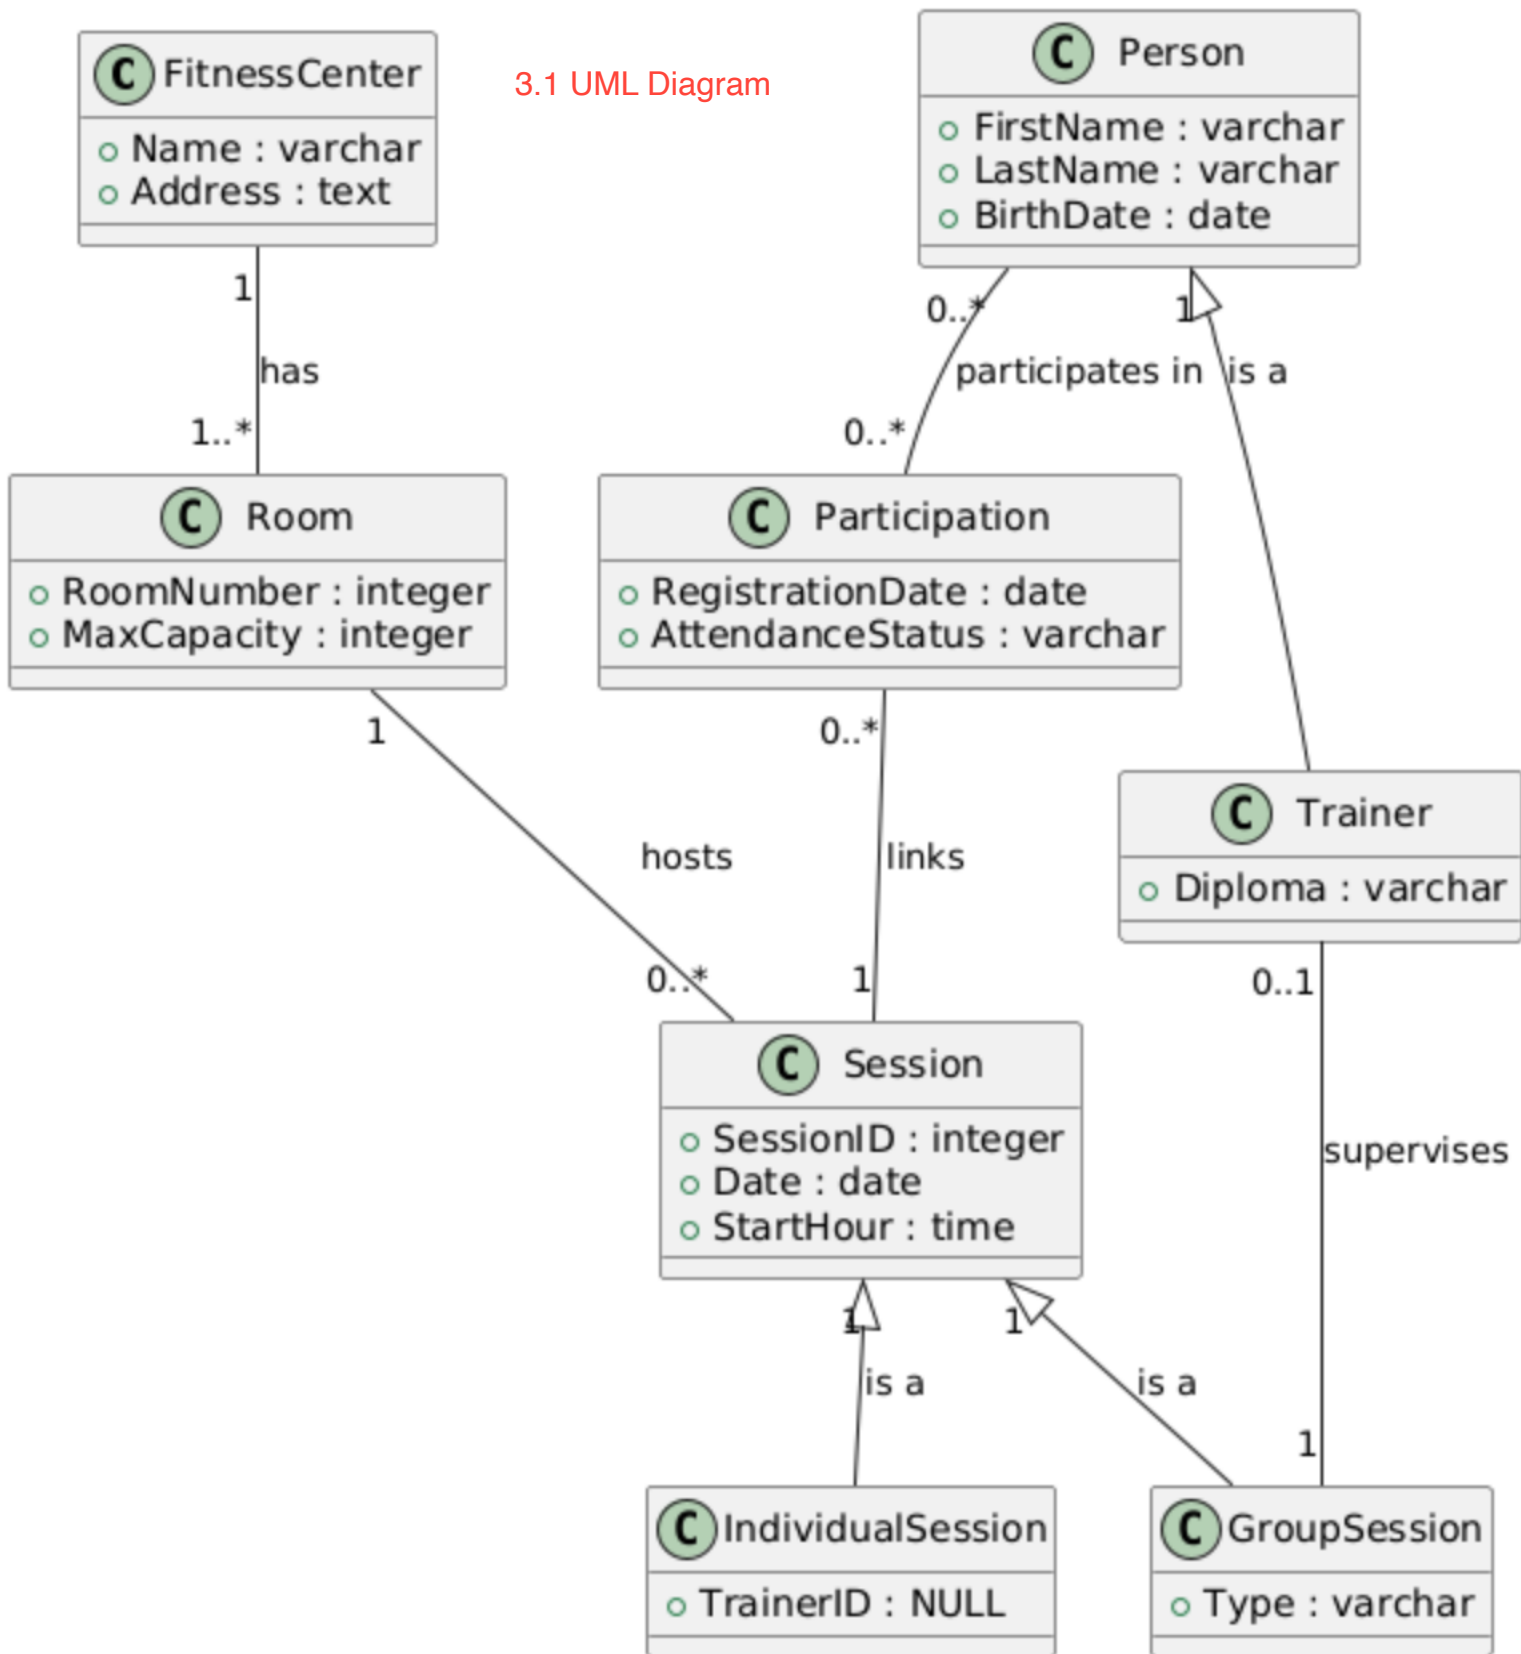 C FitnessCenter
Name : varchar
Address : text
3.1 UML Diagram
C Person
FirstName : varchar
LastName : varchar
BirthDate : date
1
has
1..*
0..*
participates in
0..*
1
is a
C Room
RoomNumber : integer
MaxCapacity : integer
C Participation
RegistrationDate : date
AttendanceStatus : varchar
1
hosts
0..*
0..*
links
1
C Trainer
Diploma : varchar
0..1
supervises
1
C Session
SessionID : integer
Date : date
StartHour : time
1
is a
1
is a
C IndividualSession
TrainerID : NULL
C GroupSession
Type : varchar